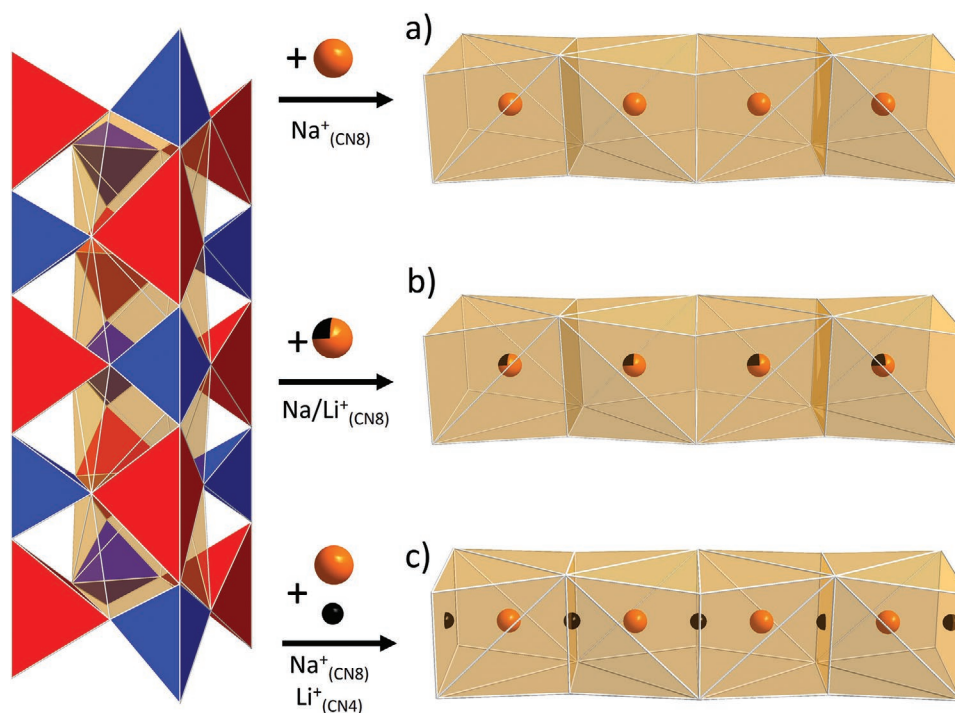 a)
+
Na⁺(CN8)
b)
+
Na/Li⁺(CN8)
c)
+
Na⁺(CN8)
Li⁺(CN4)